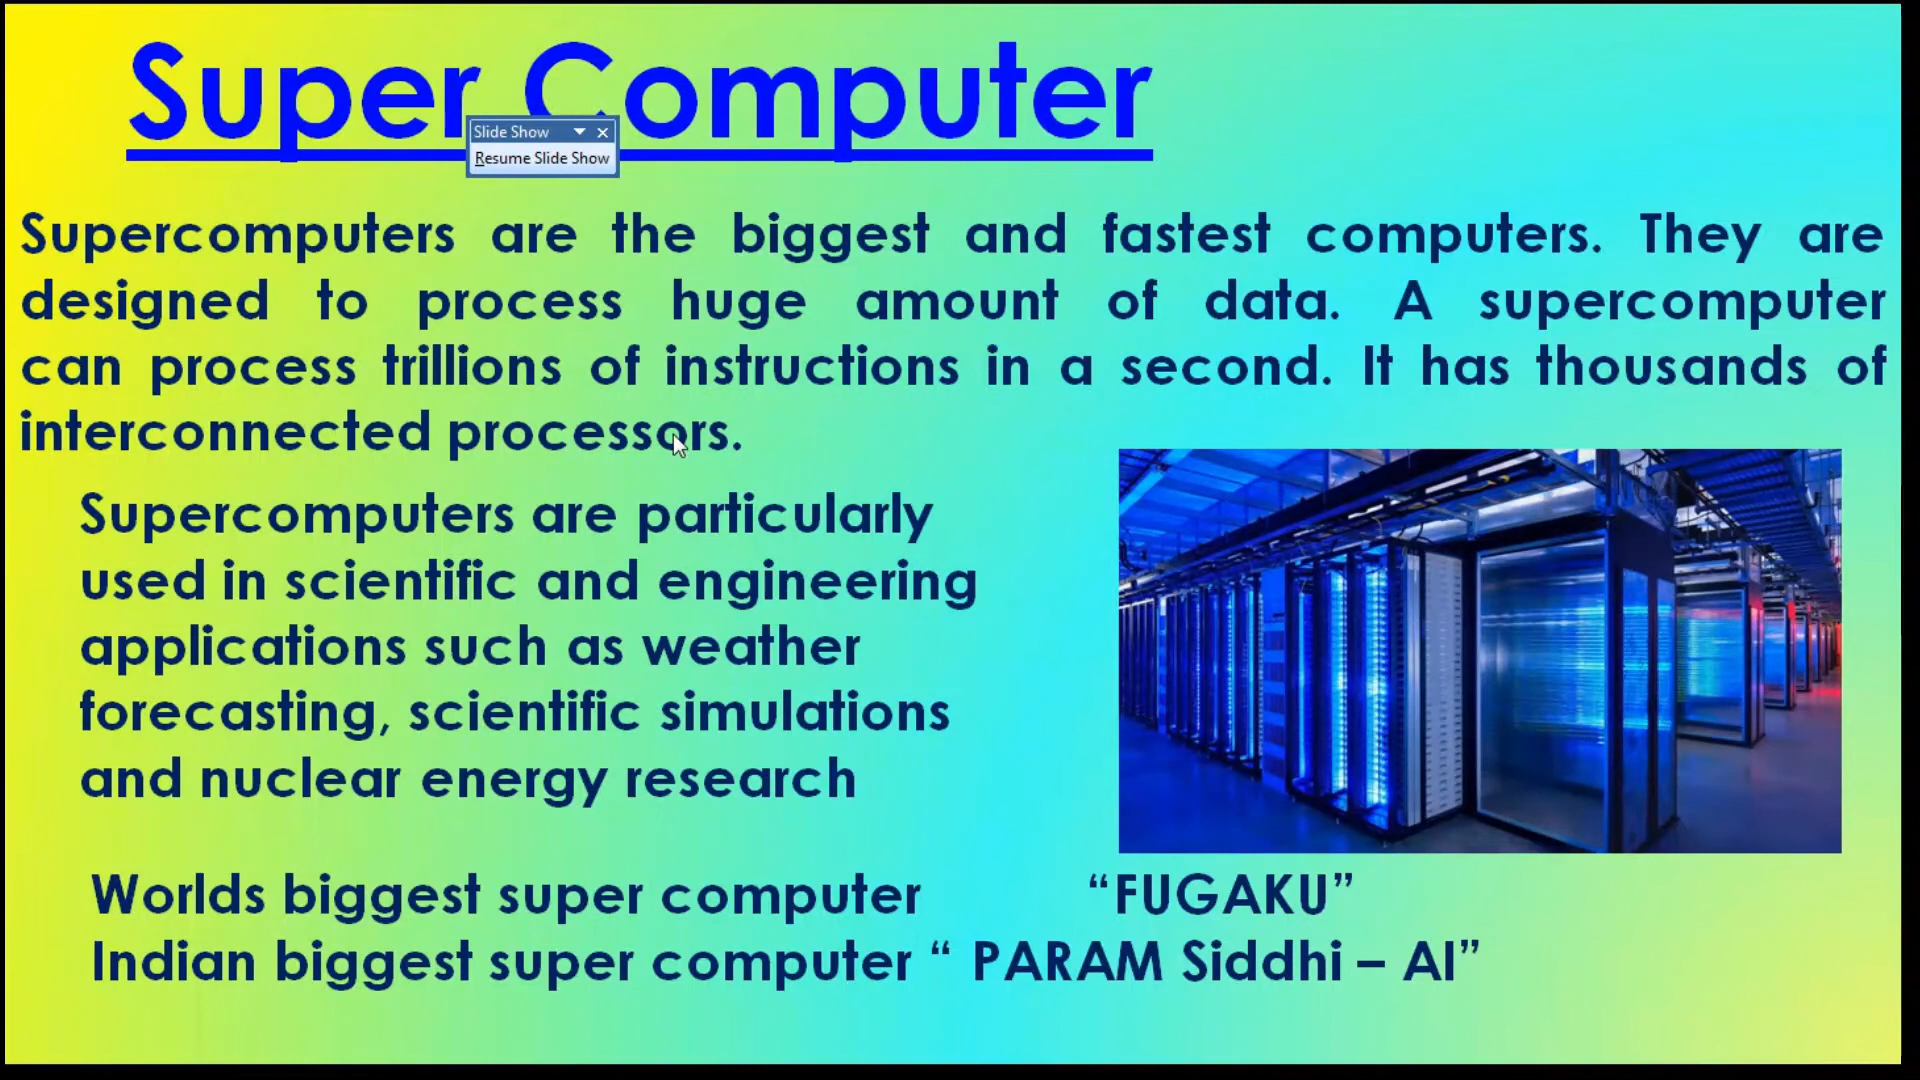 Super Computer
Slide Show
Resume Slide Show
Supercomputers are the biggest and fastest computers. They are
designed to process huge amount of data. A supercomputer
can process trillions of instructions in a second. It has thousands of
interconnected processors.
Supercomputers are particularly
used in scientific and engineering
applications such as weather
forecasting, scientific simulations
and nuclear energy research
Worlds biggest super computer “FUGAKU”
Indian biggest super computer “ PARAM Siddhi – AI”